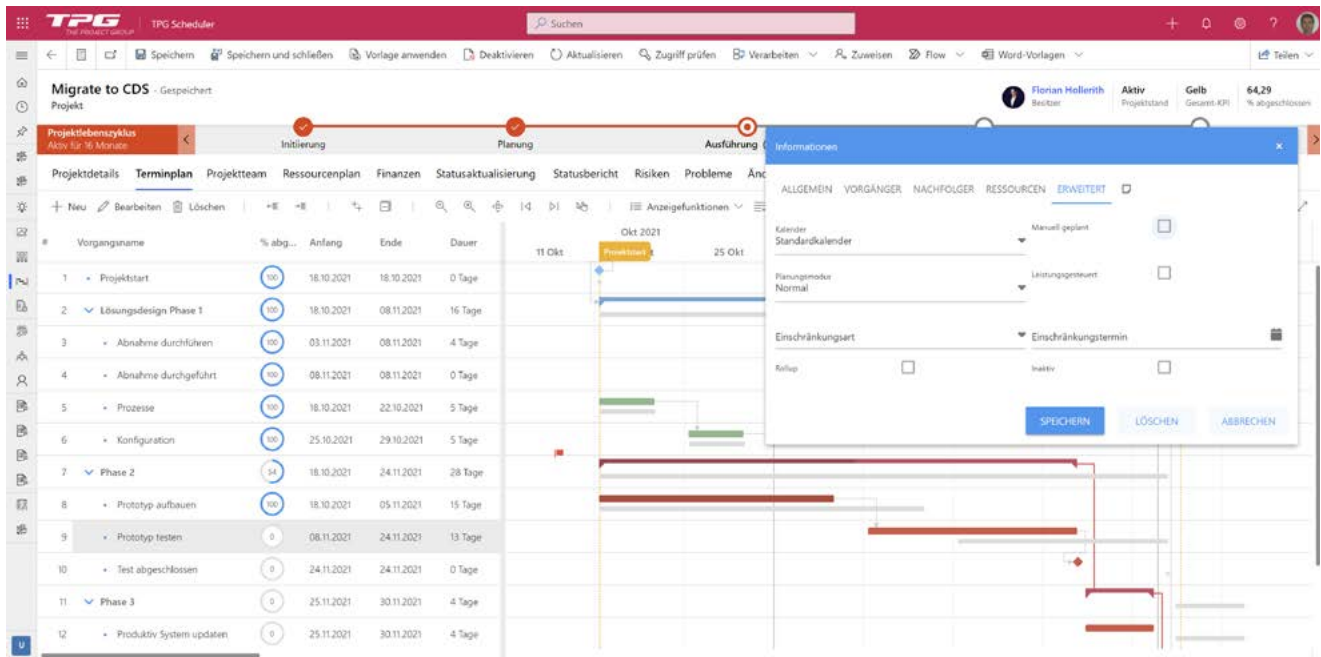 TPG
THE PROJECT GROUP
TPG Scheduler
Suchen
Speichern
Speichern und schließen
Vorlage anwenden
Deaktivieren
Aktualisieren
Zugriff prüfen
Verarbeiten
Zuweisen
Flow
Word-Vorlagen
Teilen
Migrate to CDS - Gespeichert
Projekt
Florian Hollerith
Besitzer
Aktiv
Projektstand
Gelb
Gesamt-KPI
64,29
% abgeschlossen
Projektlebenszyklus
Aktiv für 16 Monate
Initiierung
Planung
Ausführung
Projektdetails Terminplan Projektteam Ressourcenplan Finanzen Statusaktualisierung Statusbericht Risiken Probleme
+ Neu Bearbeiten Löschen Anzeigefunktionen
# Vorgangsname % abg... Anfang Ende Dauer
Okt 2021
11 Okt
Projektstart
25 Okt
1 Projektstart 100 18.10.2021 18.10.2021 0 Tage
2 Lösungsdesign Phase 1 100 18.10.2021 08.11.2021 16 Tage
3 Abnahme durchführen 100 03.11.2021 08.11.2021 4 Tage
4 Abnahme durchgeführt 100 08.11.2021 08.11.2021 0 Tage
5 Prozesse 100 18.10.2021 22.10.2021 5 Tage
6 Konfiguration 100 25.10.2021 29.10.2021 5 Tage
7 Phase 2 54 18.10.2021 24.11.2021 28 Tage
8 Prototyp aufbauen 100 18.10.2021 05.11.2021 15 Tage
9 Prototyp testen 0 08.11.2021 24.11.2021 13 Tage
10 Test abgeschlossen 0 24.11.2021 24.11.2021 0 Tage
11 Phase 3 0 25.11.2021 30.11.2021 4 Tage
12 Produktiv System updaten 0 25.11.2021 30.11.2021 4 Tage
U
Informationen
ALLGEMEIN VORGÄNGER NACHFOLGER RESSOURCEN ERWEITERT
Kalender
Standardkalender
Manuell geplant
Planungsmodus
Normal
Leistungsgesteuert
Einschränkungsart
Einschränkungstermin
Rollup
Inaktiv
SPEICHERN
LÖSCHEN
ABBRECHEN